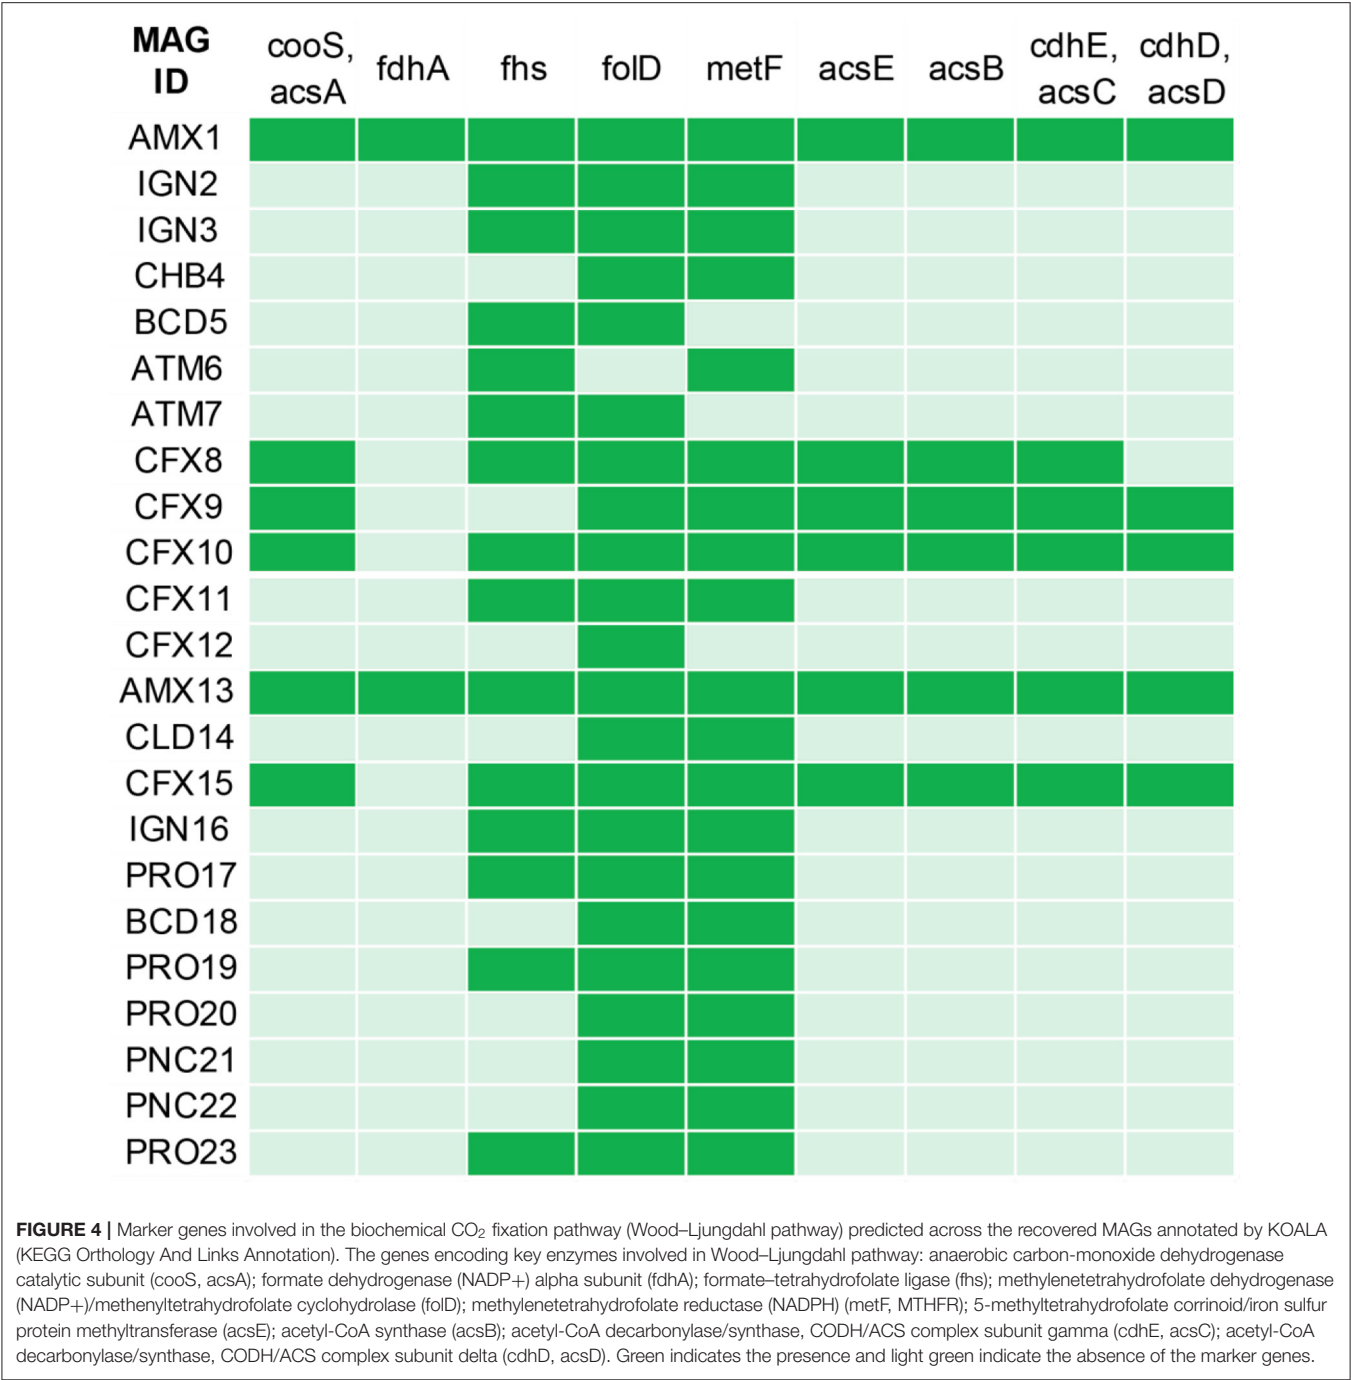 MAG ID
cooS, acsA
fdhA
fhs
folD
metF
acsE
acsB
cdhE, acsC
cdhD, acsD
AMX1
IGN2
IGN3
CHB4
BCD5
ATM6
ATM7
CFX8
CFX9
CFX10
CFX11
CFX12
AMX13
CLD14
CFX15
IGN16
PRO17
BCD18
PRO19
PRO20
PNC21
PNC22
PRO23
FIGURE 4 | Marker genes involved in the biochemical CO₂ fixation pathway (Wood–Ljungdahl pathway) predicted across the recovered MAGs annotated by KOALA
(KEGG Orthology And Links Annotation). The genes encoding key enzymes involved in Wood–Ljungdahl pathway: anaerobic carbon-monoxide dehydrogenase
catalytic subunit (cooS, acsA); formate dehydrogenase (NADP+) alpha subunit (fdhA); formate–tetrahydrofolate ligase (fhs); methylenetetrahydrofolate dehydrogenase
(NADP+)/methenyltetrahydrofolate cyclohydrolase (folD); methylenetetrahydrofolate reductase (NADPH) (metF, MTHFR); 5-methyltetrahydrofolate corrinoid/iron sulfur
protein methyltransferase (acsE); acetyl-CoA synthase (acsB); acetyl-CoA decarbonylase/synthase, CODH/ACS complex subunit gamma (cdhE, acsC); acetyl-CoA
decarbonylase/synthase, CODH/ACS complex subunit delta (cdhD, acsD). Green indicates the presence and light green indicate the absence of the marker genes.